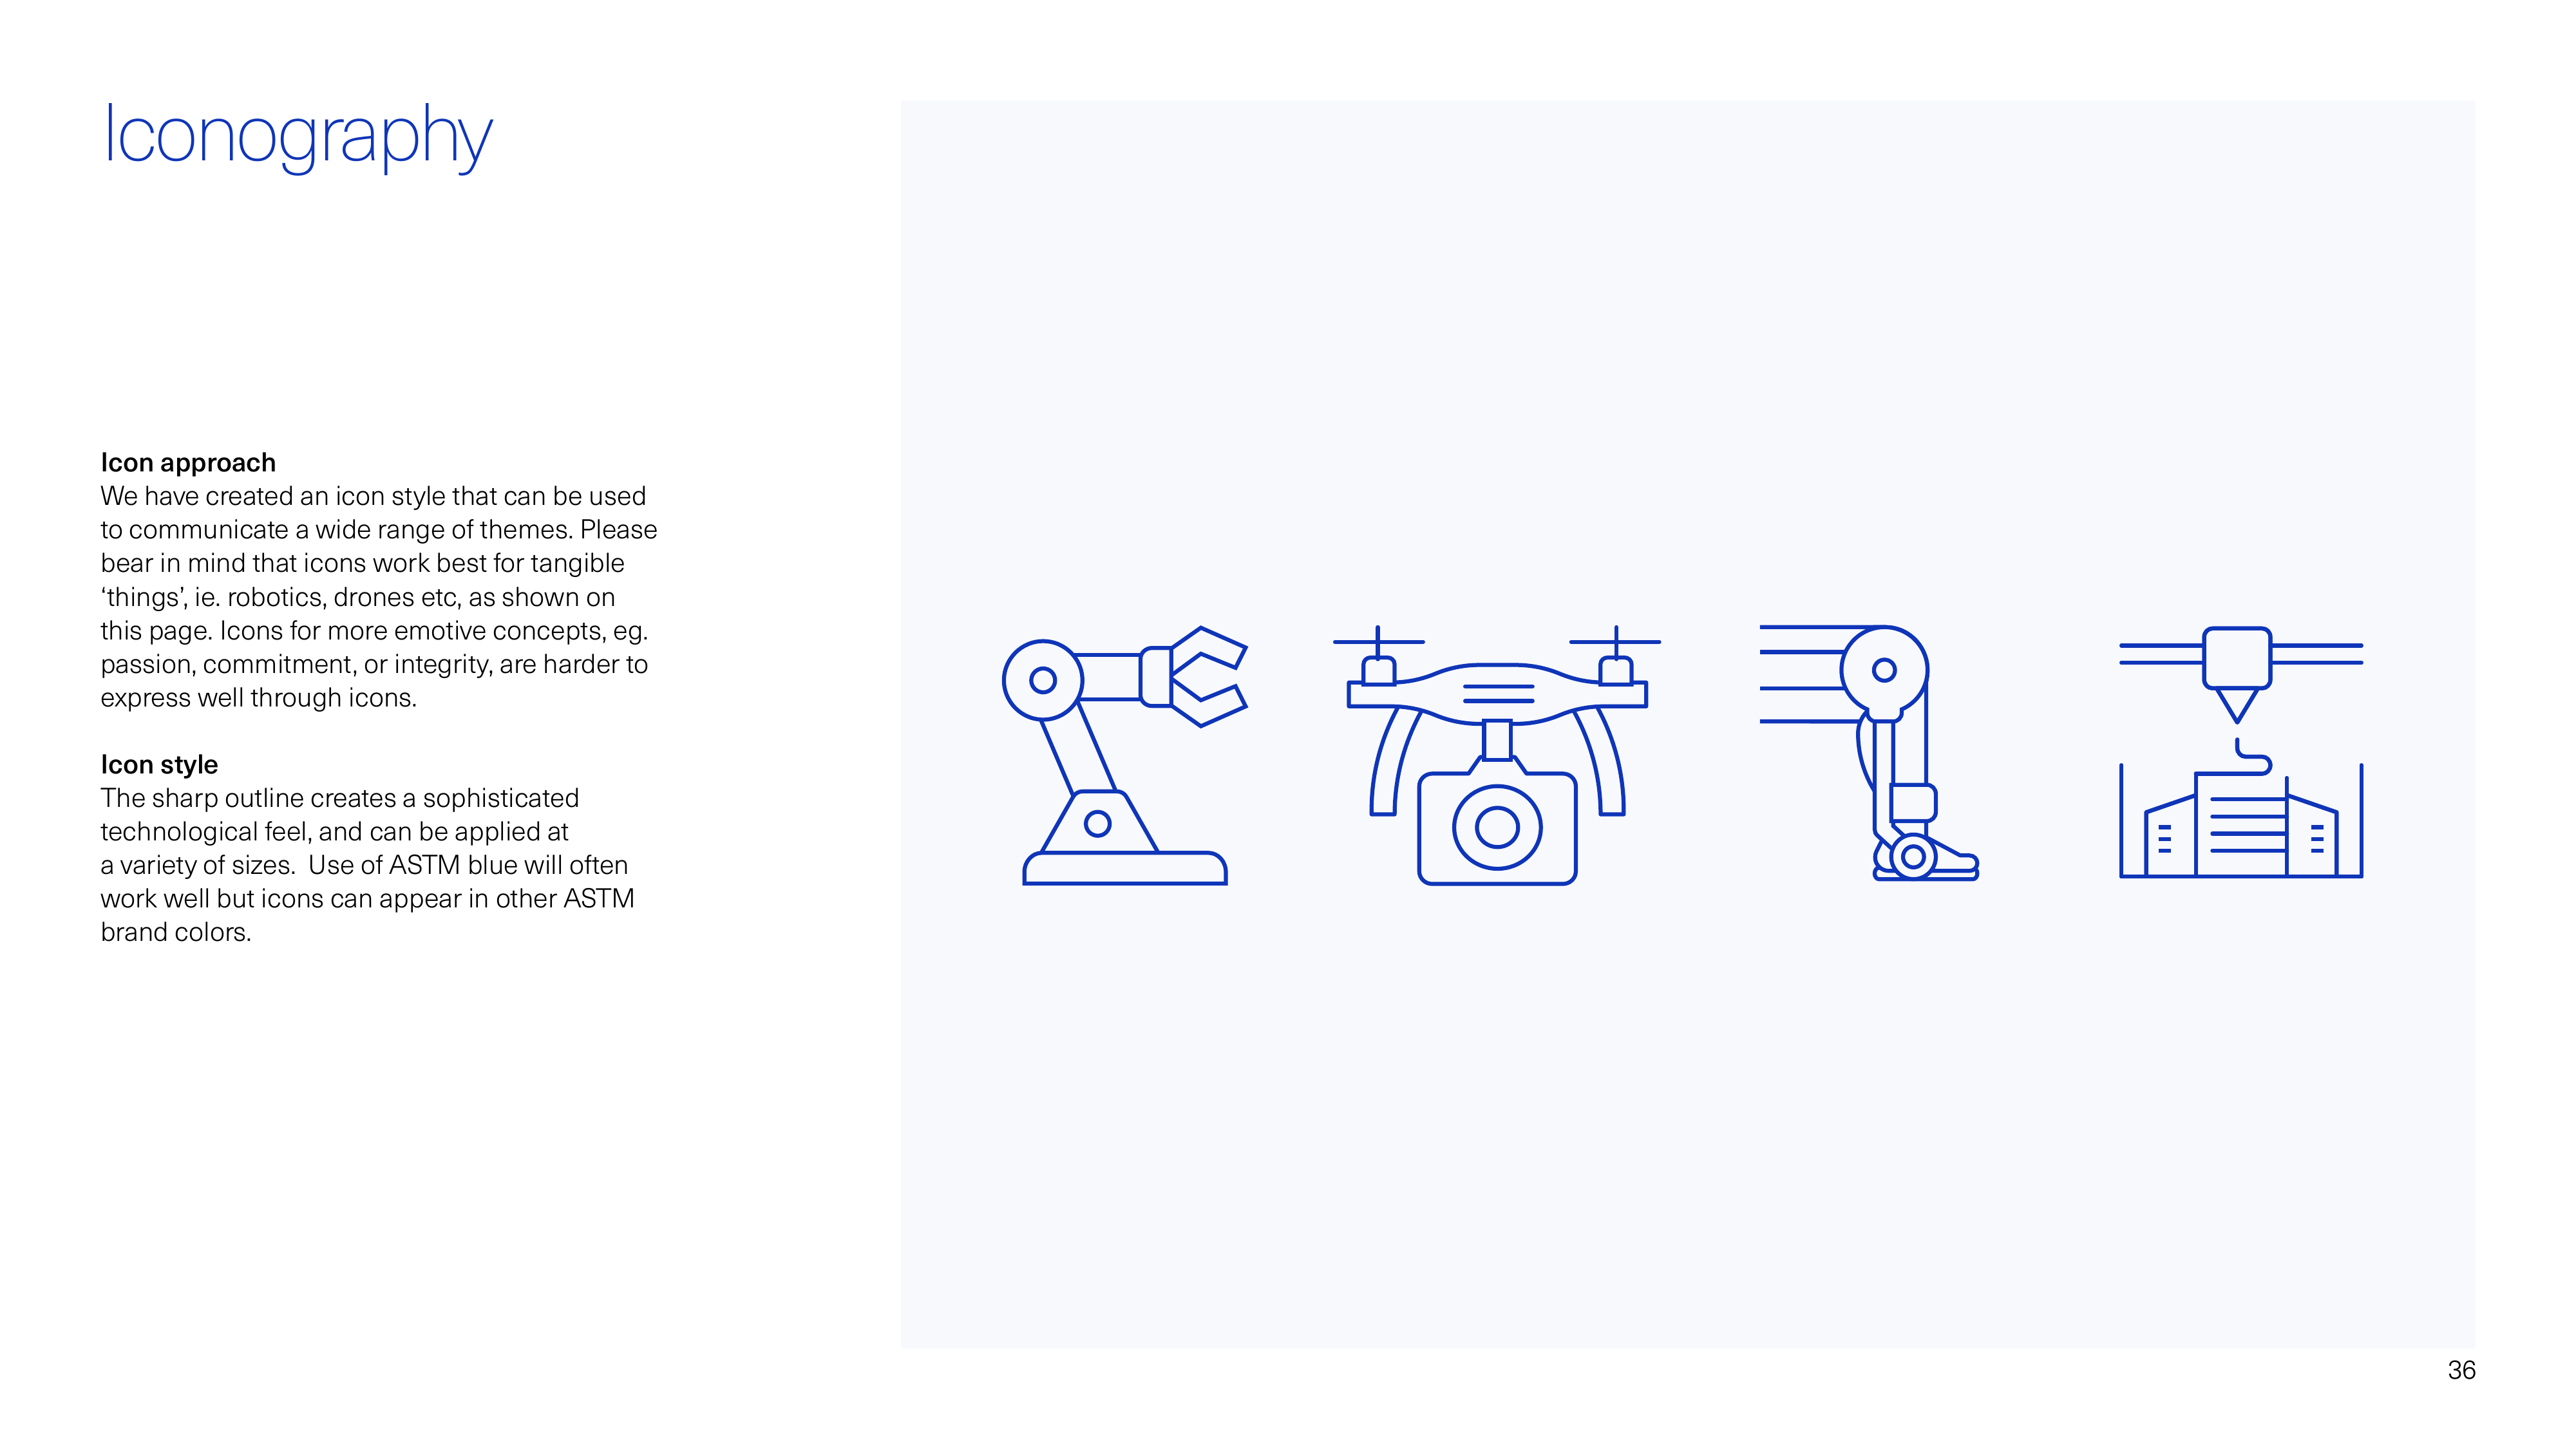 Iconography
Icon approach
We have created an icon style that can be used
to communicate a wide range of themes. Please
bear in mind that icons work best for tangible
‘things’, ie. robotics, drones etc, as shown on
this page. Icons for more emotive concepts, eg.
passion, commitment, or integrity, are harder to
express well through icons.
Icon style
The sharp outline creates a sophisticated
technological feel, and can be applied at
a variety of sizes.  Use of ASTM blue will often
work well but icons can appear in other ASTM
brand colors.
36